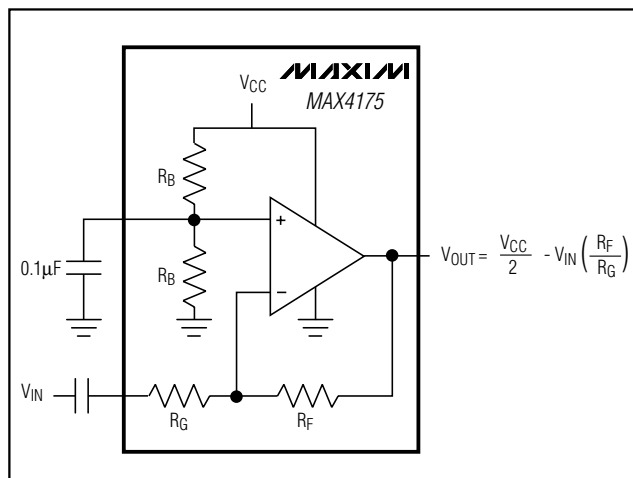 MAXIM
MAX4175
VCC
RB
+
0.1µF
RB
−
VOUT = VCC/2 - VIN (RF/RG)
VIN
RG
RF